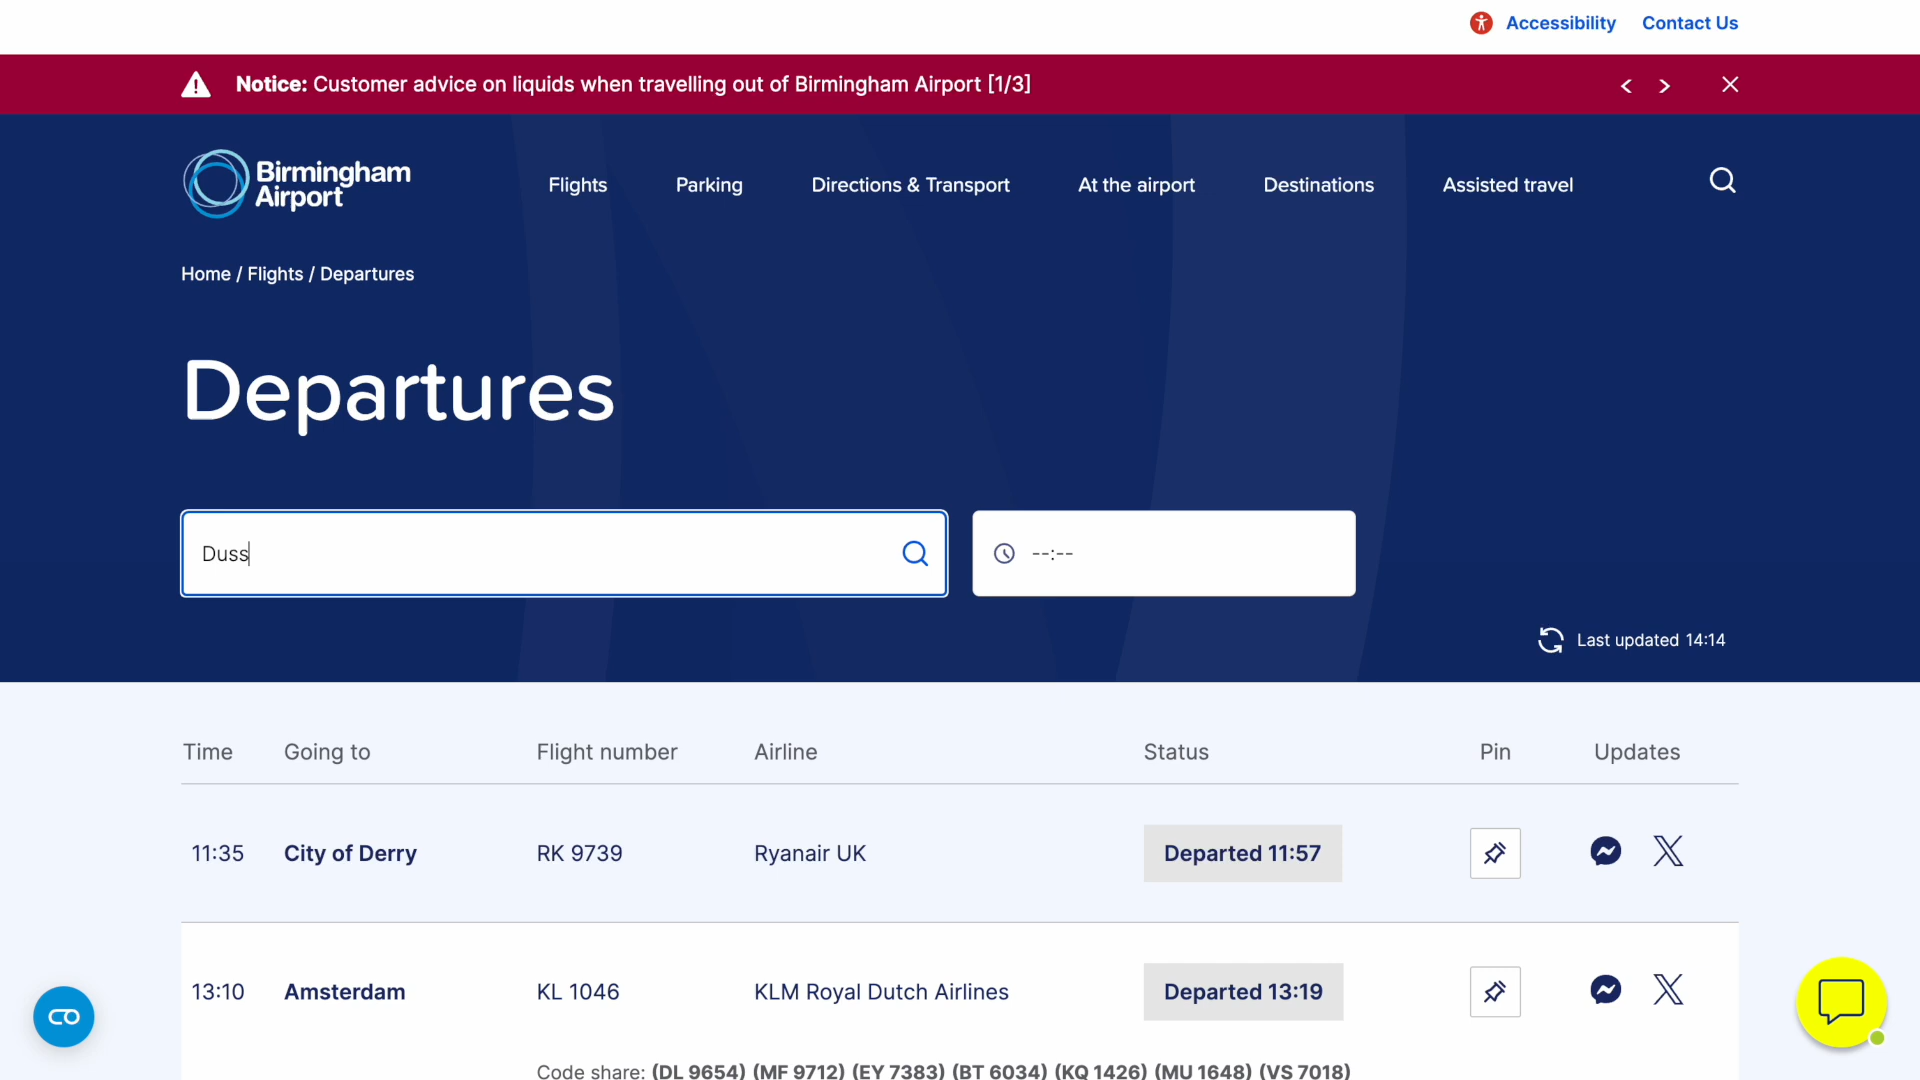 Accessibility Contact Us
Notice: Customer advice on liquids when travelling out of Birmingham Airport [1/3]
Birmingham
Airport
Flights Parking Directions & Transport At the airport Destinations Assisted travel
Home / Flights / Departures
Departures
Duss
--:--
Last updated 14:14
Time Going to Flight number Airline Status Pin Updates
11:35 City of Derry RK 9739 Ryanair UK Departed 11:57
13:10 Amsterdam KL 1046 KLM Royal Dutch Airlines Departed 13:19
Code share: (DL 9654) (MF 9712) (EY 7383) (BT 6034) (KQ 1426) (MU 1648) (VS 7018)